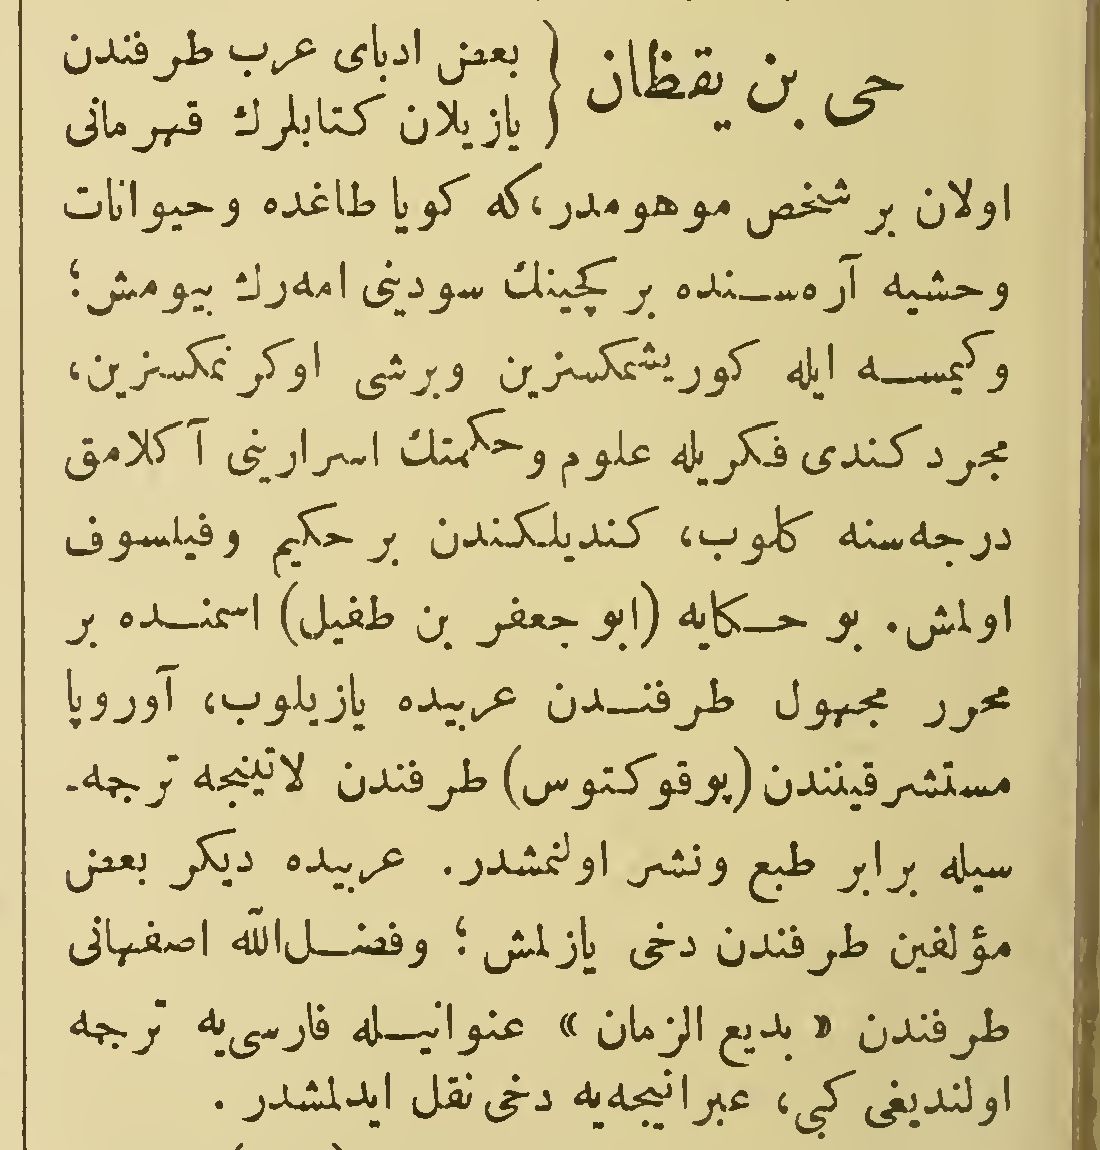 حی بن یقظان { بعض ادبای عرب طرفندن
یازیلان کتابلرك قهرمانی
اولان بر شخص موهومدر، که کویا طاغده وحیوانات
وحشیه آره‌سنده بر کچینك سودینی امه‌رك بیومش؛
وکیمسه ایله کوریشمکسزین وبرشی اوکرنمکسزین،
مجرد کندی فکریله علوم وحکمتك اسرارینی آکلامق
درجه‌سنه کلوب، کندیلکندن بر حکیم وفیلسوف
اولمش. بو حکایه (ابو جعفر بن طفیل) اسمنده بر
محرر مجهول طرفندن عربیده یازیلوب، آوروپا
مستشرقیندن (پوقوکتوس) طرفندن لاتینجه ترجمه‌-
سیله برابر طبع ونشر اولنمشدر. عربیده دیکر بعض
مؤلفین طرفندن دخی یازلمش؛ وفضل‌الله اصفهانی
طرفندن «بدیع الزمان» عنوانیله فارسی‌یه ترجمه
اولندیغی کبی، عبرانیجه‌یه دخی نقل ایدلمشدر.